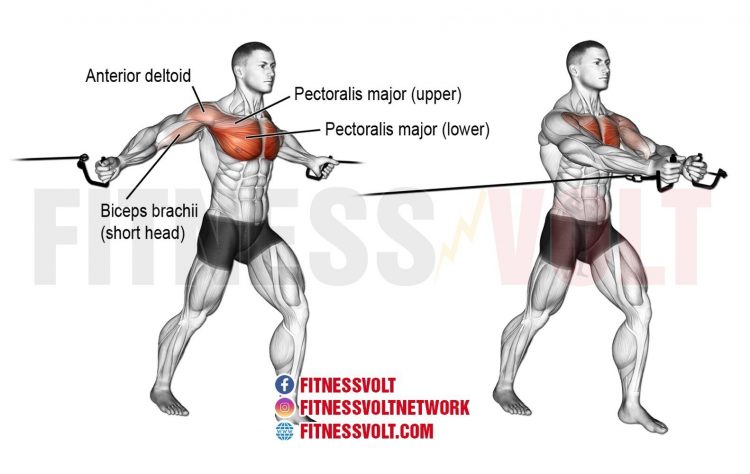 Anterior deltoid
Pectoralis major (upper)
Pectoralis major (lower)
Biceps brachii
(short head)
FITNESS VOLT
FITNESSVOLT
FITNESSVOLTNETWORK
FITNESSVOLT.COM